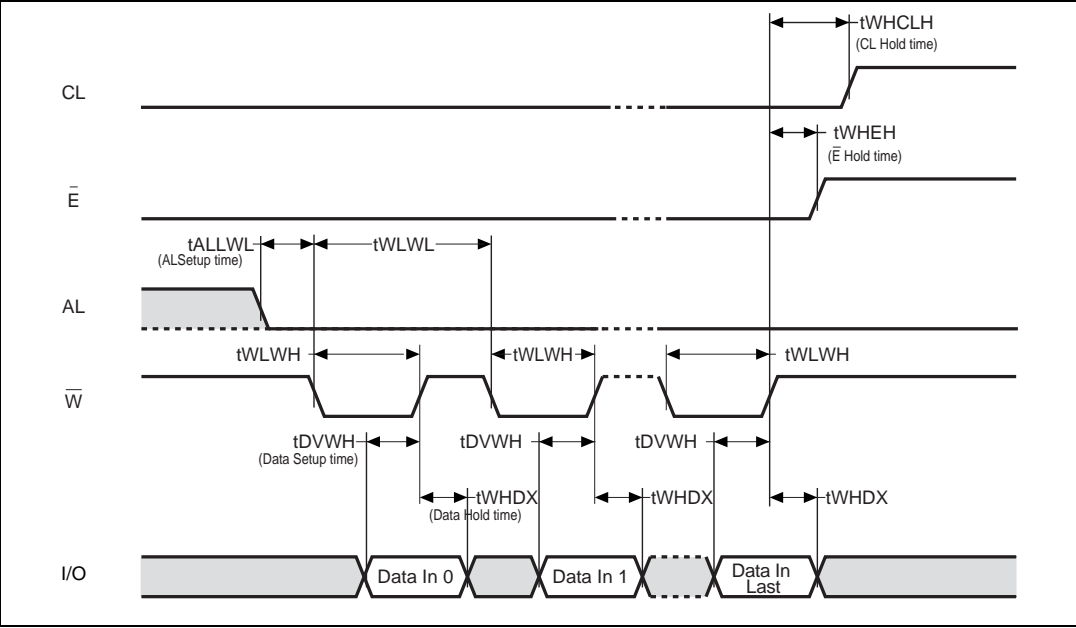 tWHCLH
(CL Hold time)
CL
tWHEH
(E̅ Hold time)
E̅
tALLWL
(ALSetup time)
tWLWL
AL
tWLWH
tWLWH
tWLWH
W̅
tDVWH
(Data Setup time)
tDVWH
tDVWH
tWHDX
(Data Hold time)
tWHDX
tWHDX
I/O
Data In 0
Data In 1
Data In
Last